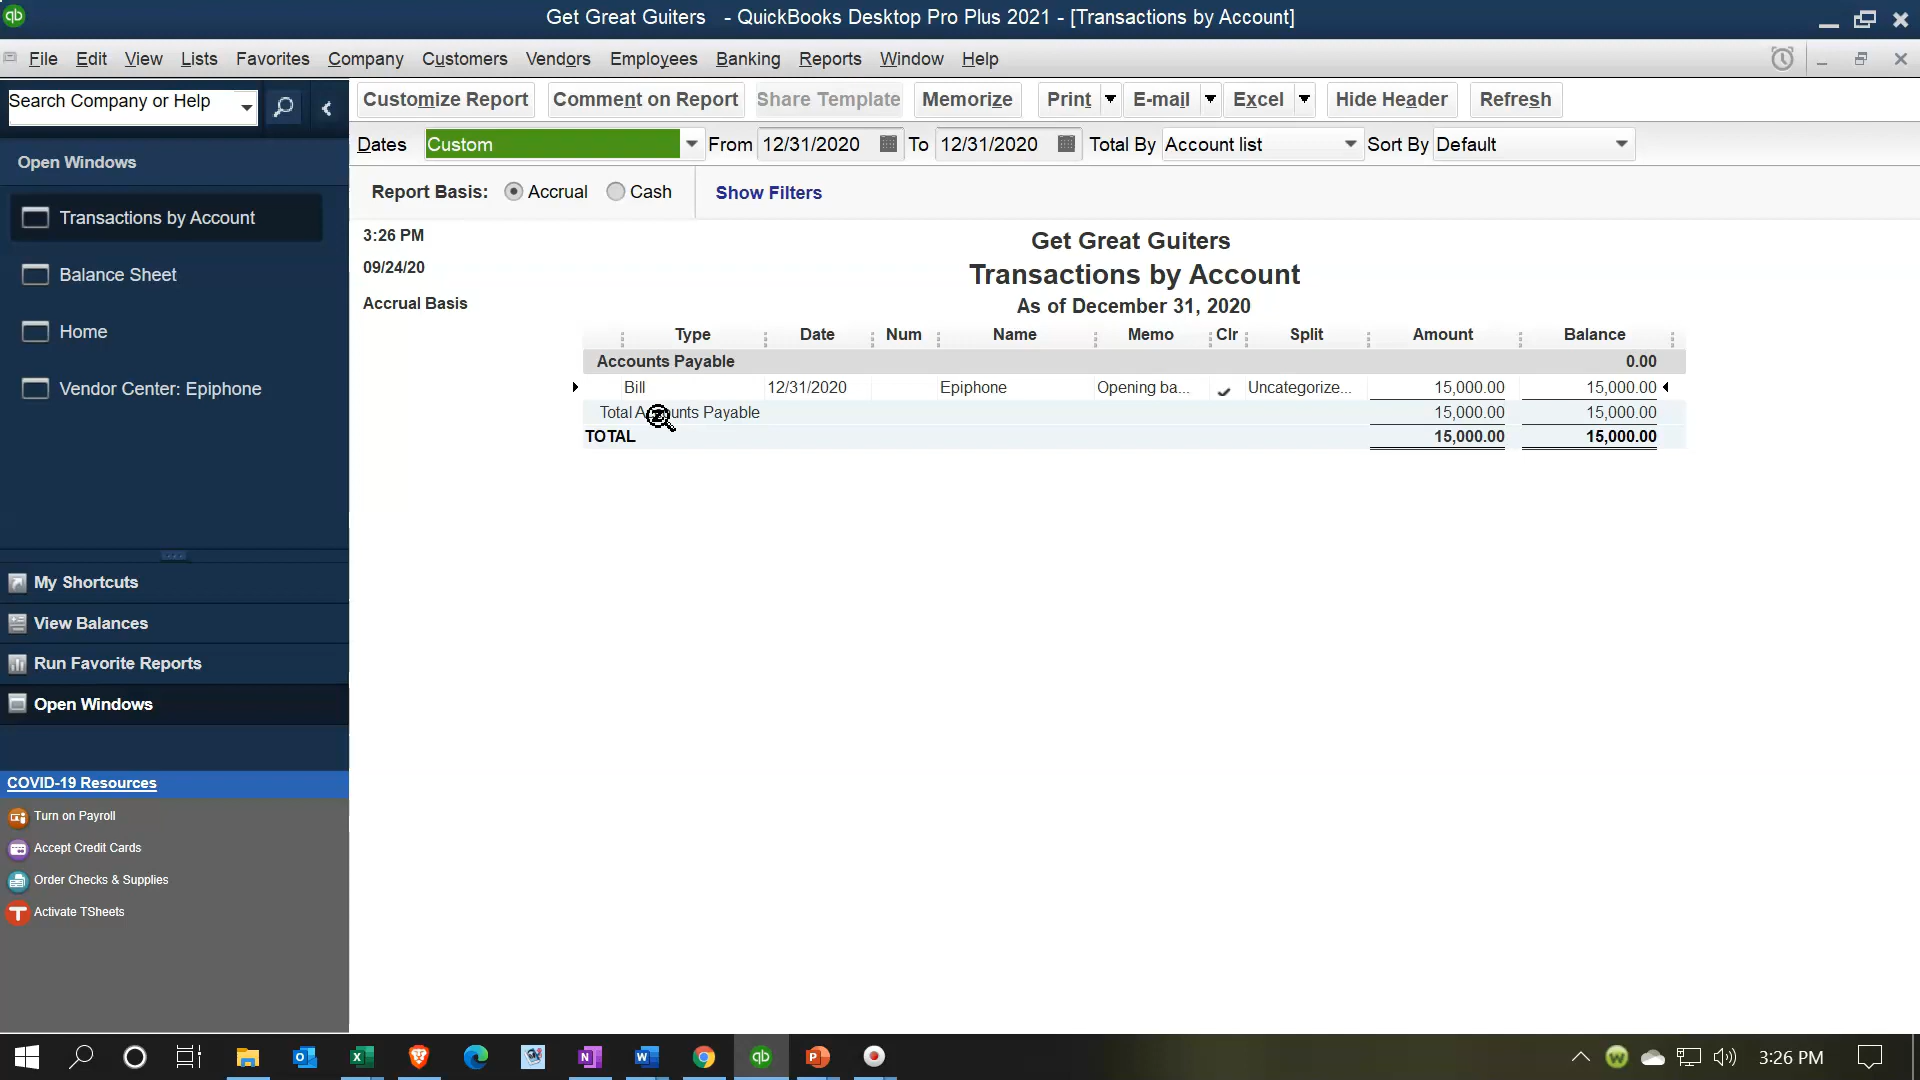 qb
Get Great Guiters - QuickBooks Desktop Pro Plus 2021 - [Transactions by Account]
File Edit View Lists Favorites Company Customers Vendors Employees Banking Reports Window Help
Search Company or Help
Customize Report Comment on Report Share Template Memorize Print E-mail Excel Hide Header Refresh
Dates Custom From 12/31/2020 To 12/31/2020 Total By Account list Sort By Default
Report Basis: Accrual Cash Show Filters
Open Windows
Transactions by Account
Balance Sheet
Home
Vendor Center: Epiphone
My Shortcuts
View Balances
Run Favorite Reports
Open Windows
COVID-19 Resources
Turn on Payroll
Accept Credit Cards
Order Checks & Supplies
Activate TSheets
3:26 PM
09/24/20
Accrual Basis
Get Great Guiters
Transactions by Account
As of December 31, 2020
Type Date Num Name Memo Clr Split Amount Balance
Accounts Payable 0.00
Bill 12/31/2020 Epiphone Opening ba... Uncategorize... 15,000.00 15,000.00
Total Accounts Payable 15,000.00 15,000.00
TOTAL 15,000.00 15,000.00
3:26 PM